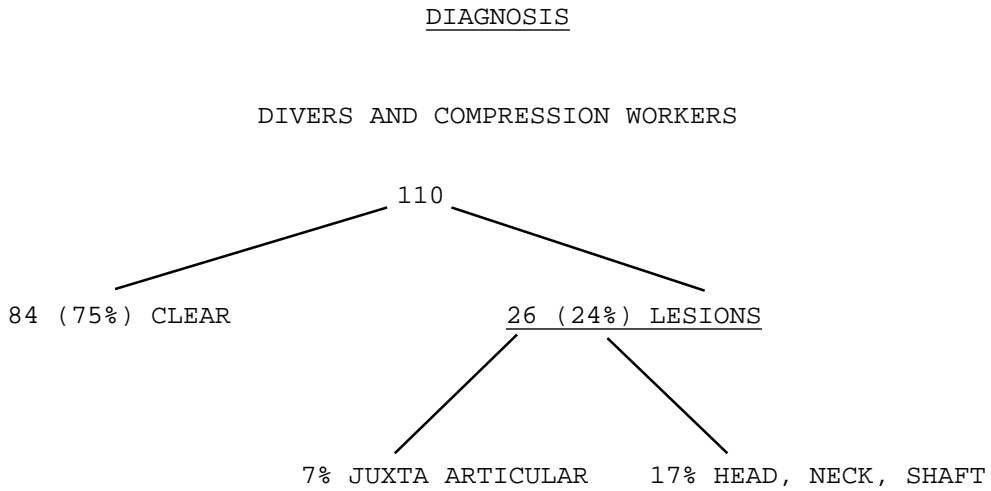 DIAGNOSIS
DIVERS AND COMPRESSION WORKERS
110
84 (75%) CLEAR 26 (24%) LESIONS
7% JUXTA ARTICULAR 17% HEAD, NECK, SHAFT